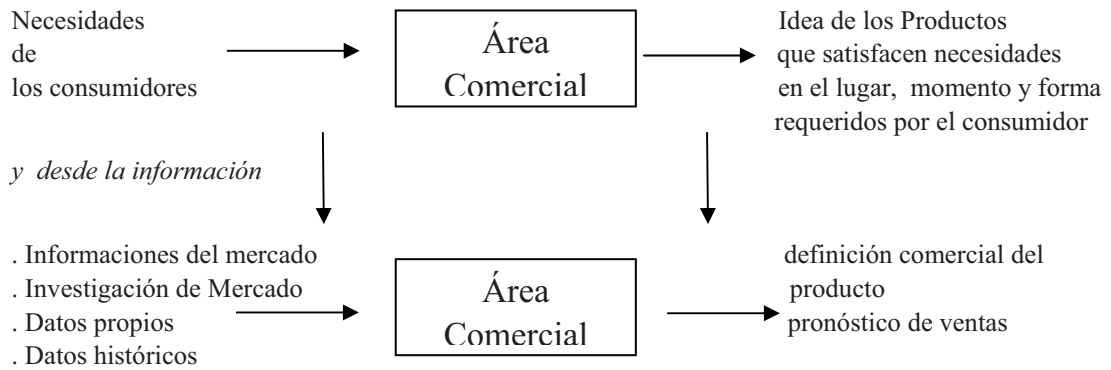 Necesidades
de
los consumidores
Área
Comercial
Idea de los Productos
que satisfacen necesidades
en el lugar, momento y forma
requeridos por el consumidor
y desde la información
. Informaciones del mercado
. Investigación de Mercado
. Datos propios
. Datos históricos
Área
Comercial
definición comercial del
producto
pronóstico de ventas